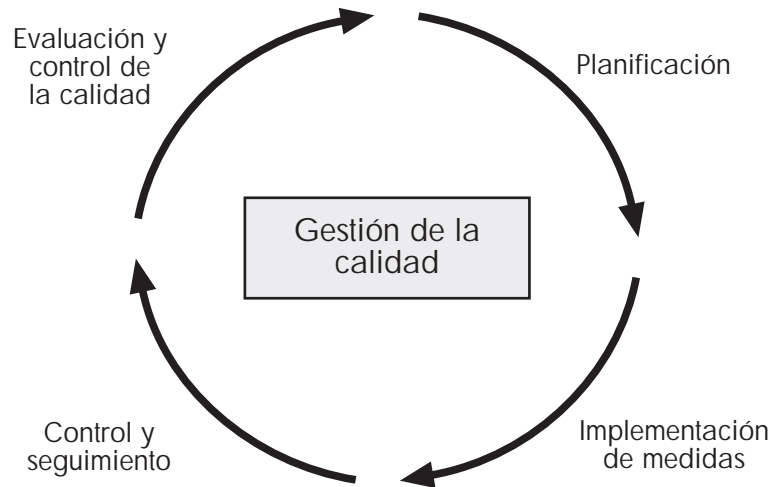 Evaluación y
control de
la calidad
Planificación
Gestión de la
calidad
Control y
seguimiento
Implementación
de medidas